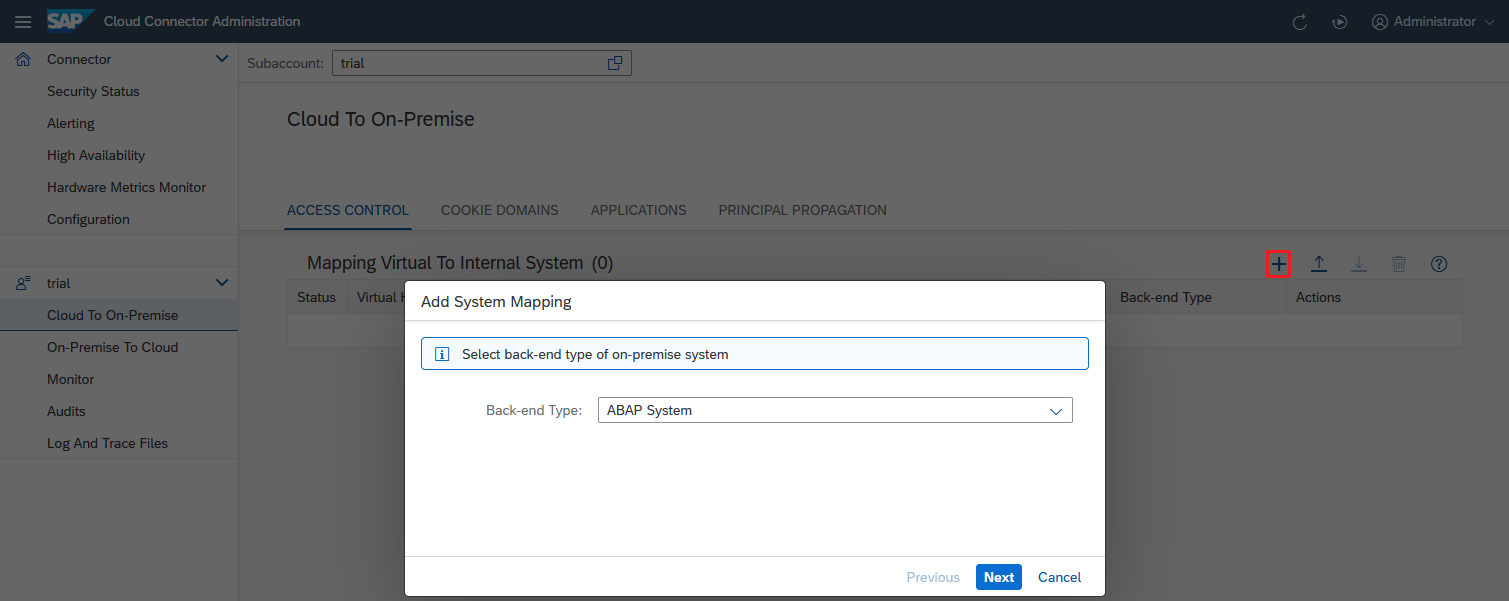 SAP Cloud Connector Administration
Administrator
Connector
Security Status
Alerting
High Availability
Hardware Metrics Monitor
Configuration
trial
Cloud To On-Premise
On-Premise To Cloud
Monitor
Audits
Log And Trace Files
Subaccount: trial
Cloud To On-Premise
ACCESS CONTROL COOKIE DOMAINS APPLICATIONS PRINCIPAL PROPAGATION
Mapping Virtual To Internal System (0)
Status Virtual Back-end Type Actions
Add System Mapping
Select back-end type of on-premise system
Back-end Type: ABAP System
Previous Next Cancel